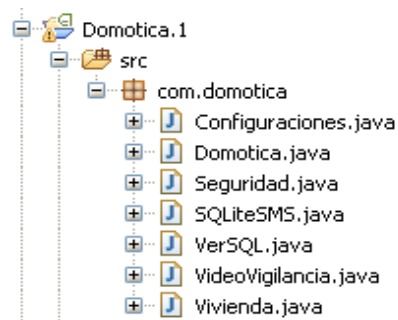 Domotica.1
src
com.domotica
Configuraciones.java
Domotica.java
Seguridad.java
SQLiteSMS.java
VerSQL.java
VideoVigilancia.java
Vivienda.java